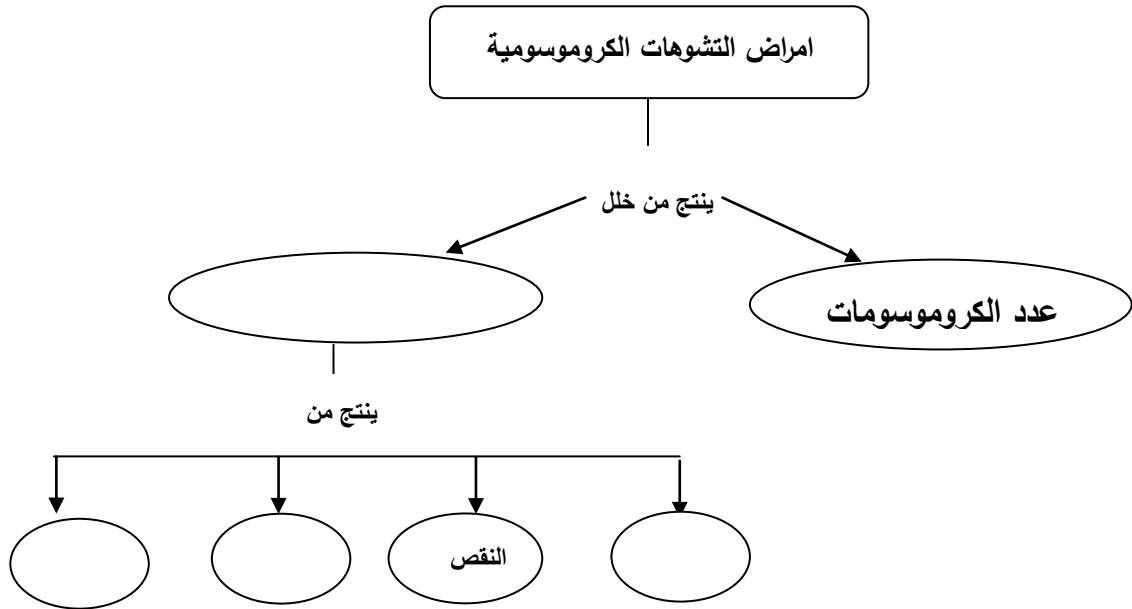 امراض التشوهات الكروموسومية
ينتج من خلل
عدد الكروموسومات
ينتج من
النقص